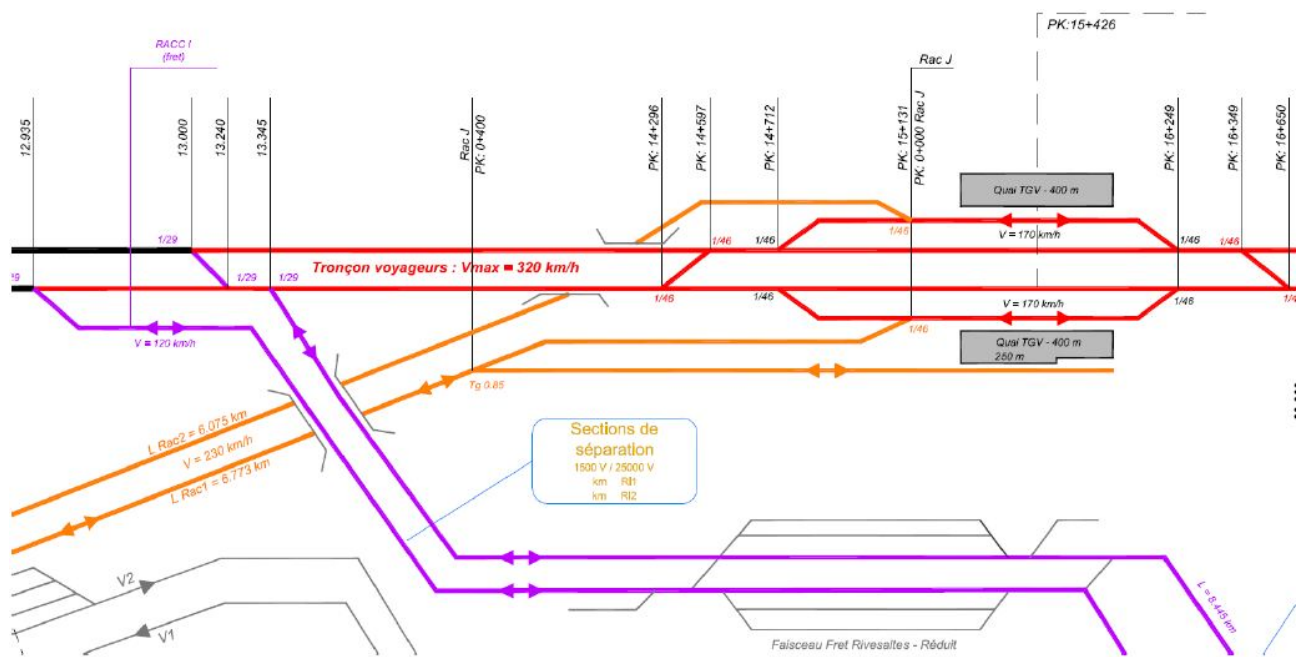 PK:15+426
RACC I
(fret)
Rac J
12.935
13.000
13.240
13.345
Rac J
PK: 0+400
PK: 14+296
PK: 14+597
PK: 14+712
PK: 15+131
PK: 0+000 Rac J
PK: 16+249
PK: 16+349
PK: 16+650
Quai TGV - 400 m
1/29
1/46
1/46
1/46
V = 170 km/h
1/46
1/46
Tronçon voyageurs : Vmax = 320 km/h
1/29
1/29
1/46
1/46
V = 170 km/h
1/46
1/46
V = 120 km/h
Quai TGV - 400 m
250 m
Tg 0.85
L Rac2 = 6.075 km
V = 230 km/h
L Rac1 = 6.773 km
Sections de
séparation
1500 V / 25000 V
km RI1
km RI2
V2
V1
L = 8.445 km
Faisceau Fret Rivesaltes - Réduit